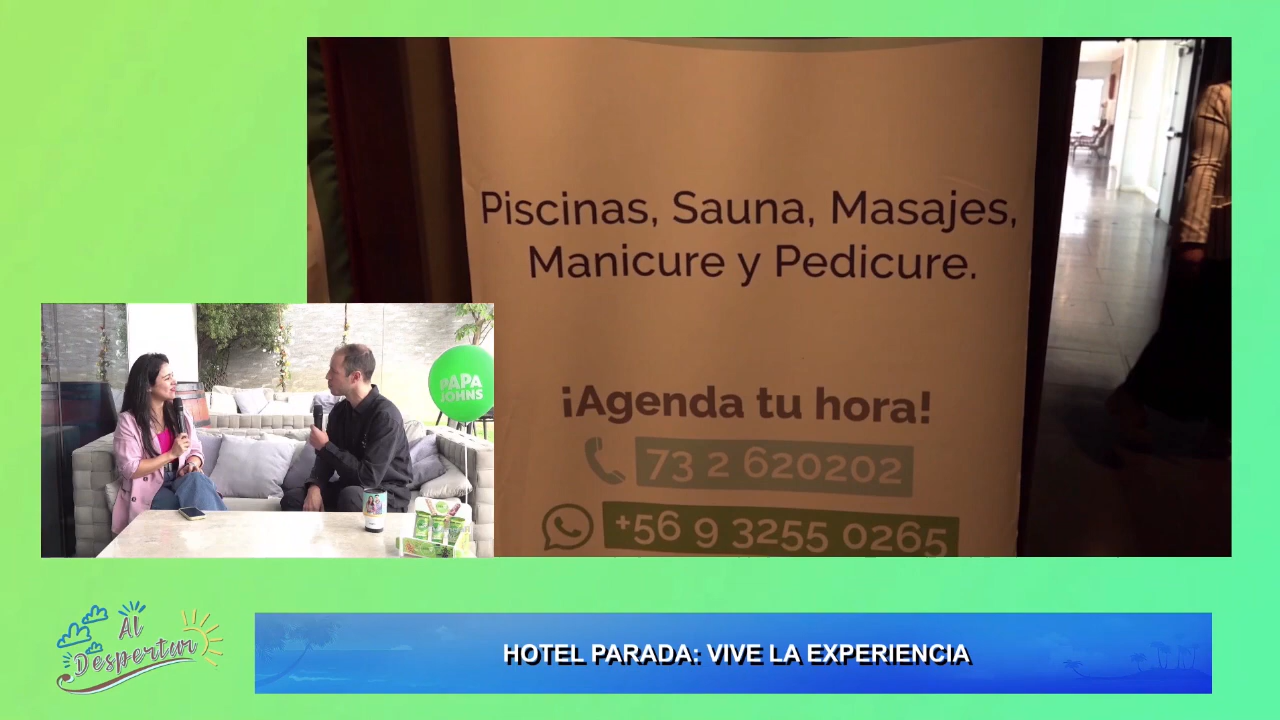 Piscinas, Sauna, Masajes,
Manicure y Pedicure.
¡Agenda tu hora!
73 2 620202
+56 9 3255 0265
PAPA
JOHNS
Al
Despertar
HOTEL PARADA: VIVE LA EXPERIENCIA